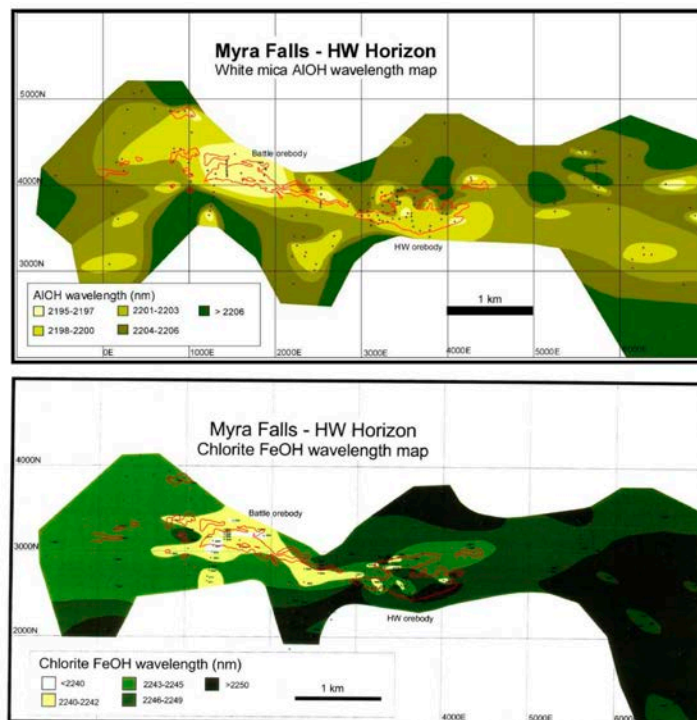 Myra Falls - HW Horizon
White mica AlOH wavelength map
5000N
Battle orebody
4000N
HW orebody
3000N
AlOH wavelength (nm)
2195-2197
2201-2203
> 2206
2198-2200
2204-2206
1 km
0E
1000E
2000E
3000E
4000E
5000E
Myra Falls - HW Horizon
Chlorite FeOH wavelength map
4000N
Battle orebody
3000N
HW orebody
2000N
Chlorite FeOH wavelength (nm)
<2240
2243-2245
>2250
2240-2242
2246-2249
1 km
4000E